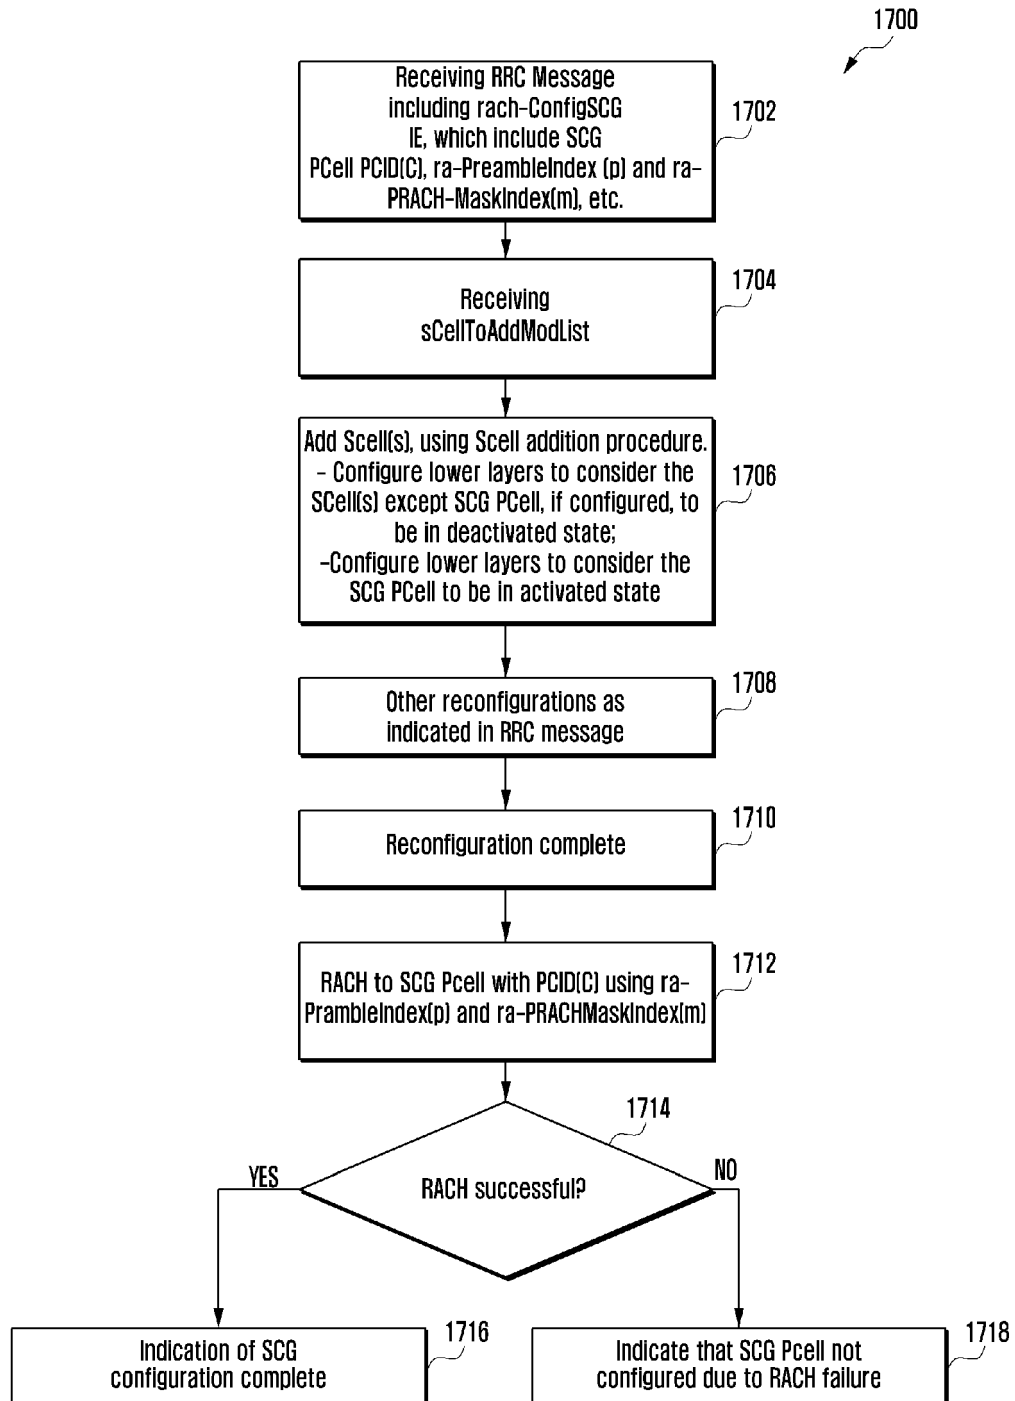 1700
Receiving RRC Message
including rach-ConfigSCG
IE, which include SCG
PCell PCID(C), ra-PreambleIndex (p) and ra-
PRACH-MaskIndex(m), etc.
1702
Receiving
sCellToAddModList
1704
Add Scell(s), using Scell addition procedure.
- Configure lower layers to consider the
SCell(s) except SCG PCell, if configured, to
be in deactivated state;
-Configure lower layers to consider the
SCG PCell to be in activated state
1706
Other reconfigurations as
indicated in RRC message
1708
Reconfiguration complete
1710
RACH to SCG Pcell with PCID(C) using ra-
PrambleIndex(p) and ra-PRACHMaskIndex(m)
1712
RACH successful?
1714
YES
NO
Indication of SCG
configuration complete
1716
Indicate that SCG Pcell not
configured due to RACH failure
1718